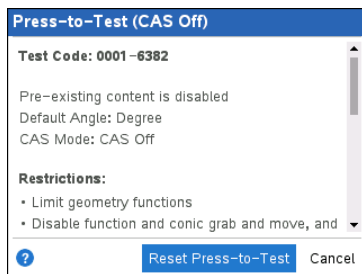 Press-to-Test (CAS Off)
Test Code: 0001-6382
Pre-existing content is disabled
Default Angle: Degree
CAS Mode: CAS Off
Restrictions:
• Limit geometry functions
• Disable function and conic grab and move, and
? Reset Press-to-Test Cancel